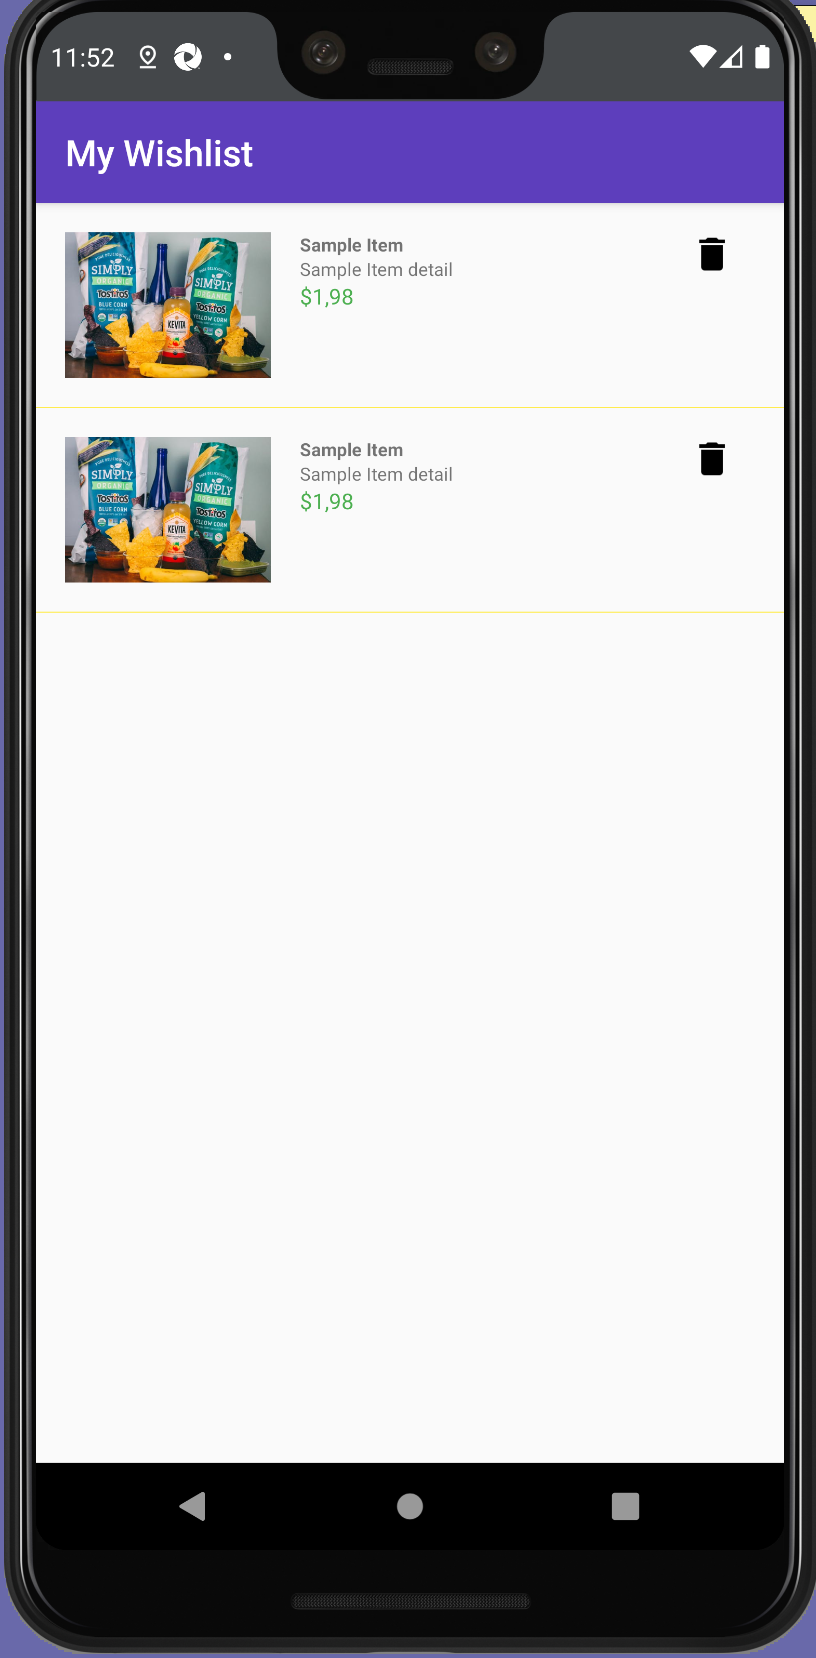 11:52
My Wishlist
SIMPLY
ORGANIC
TOSTITOS
BLUE CORN
SIMPLY
ORGANIC
TOSTITOS
YELLOW CORN
KEVITA
Sample Item
Sample Item detail
$1,98
SIMPLY
ORGANIC
TOSTITOS
BLUE CORN
SIMPLY
ORGANIC
TOSTITOS
YELLOW CORN
KEVITA
Sample Item
Sample Item detail
$1,98